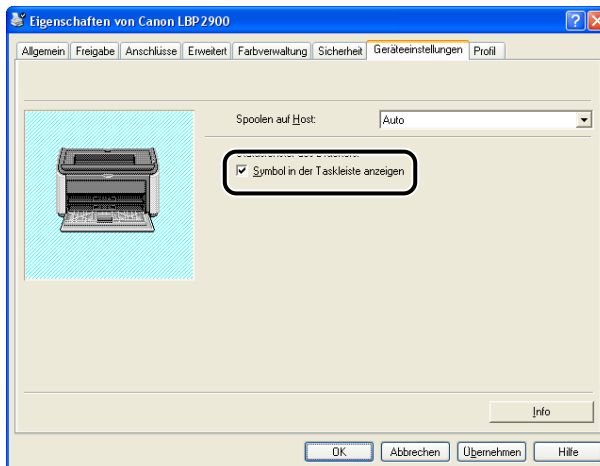 Eigenschaften von Canon LBP2900
Allgemein Freigabe Anschlüsse Erweitert Farbverwaltung Sicherheit Geräteeinstellungen Profil
Spoolen auf Host: Auto
Symbol in der Taskleiste anzeigen
Info
OK Abbrechen Übernehmen Hilfe